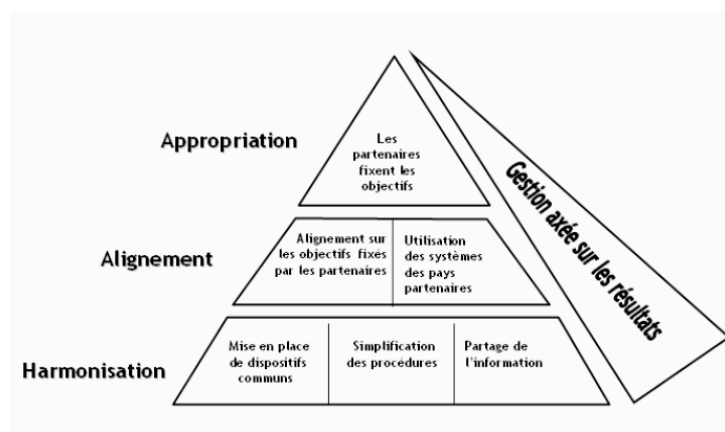 Appropriation
Les
partenaires
fixent les
objectifs
Alignement
Alignement sur
les objectifs fixés
par les partenaires
Utilisation
des systèmes
des pays
partenaires
Harmonisation
Mise en place
de dispositifs
communs
Simplification
des procédures
Partage de
l'information
Gestion axée sur les résultats